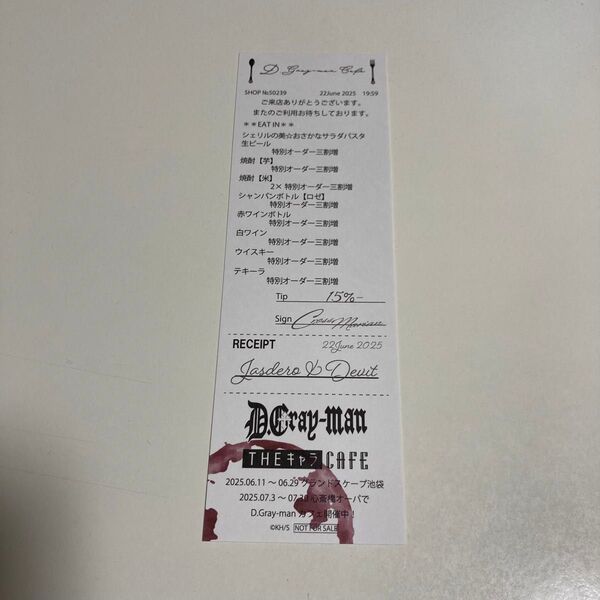 D. Gray-man Cafe
SHOP №50239 22June 2025 19:59
ご来店ありがとうございます。
またのご利用お待ちしております。
**EAT IN**
シェリルの美☆おさかなサラダパスタ
生ビール
特別オーダー三割増
焼酎【芋】
特別オーダー三割増
焼酎【米】
2× 特別オーダー三割増
シャンパンボトル【ロゼ】
特別オーダー三割増
赤ワインボトル
特別オーダー三割増
白ワイン
特別オーダー三割増
ウイスキー
特別オーダー三割増
テキーラ
特別オーダー三割増
Tip 15%-
Sign Cross Marian
RECEIPT 22June 2025
Jasdero & Devit
D.Gray-man
THEキャラCAFE
2025.06.11 ～ 06.29 グランドスケープ池袋
2025.07.3 ～ 07.30 心斎橋オーパで
D.Gray-man カフェ開催中！
©KH/S NOT FOR SALE